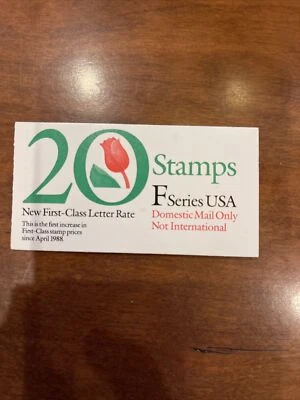 20 Stamps
F Series USA
New First-Class Letter Rate
Domestic Mail Only
This is the first increase in
First-Class stamp prices
since April 1988.
Not International